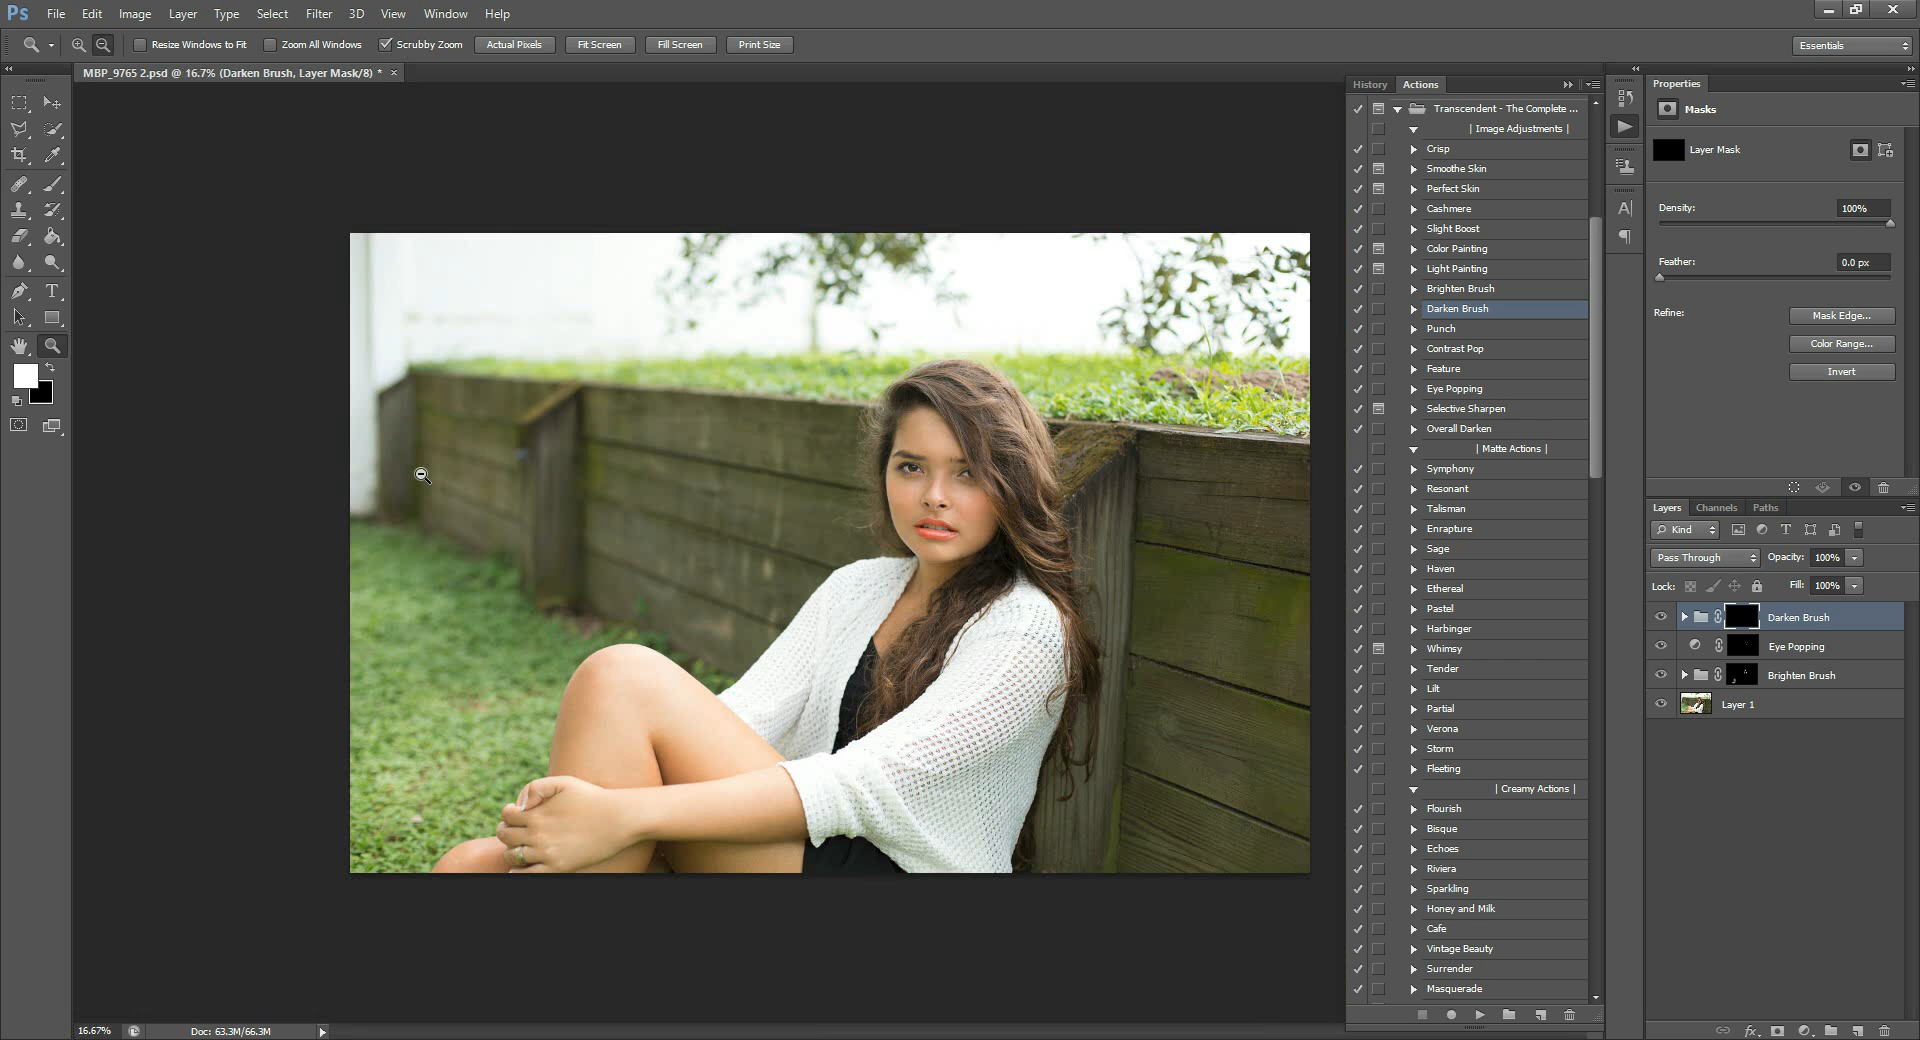 Ps File Edit Image Layer Type Select Filter 3D View Window Help
Resize Windows to Fit Zoom All Windows Scrubby Zoom Actual Pixels Fit Screen Fill Screen Print Size Essentials
MBP_9765 2.psd @ 16.7% (Darken Brush, Layer Mask/8) * ×
History Actions
Transcendent - The Complete ...
| Image Adjustments |
Crisp
Smoothe Skin
Perfect Skin
Cashmere
Slight Boost
Color Painting
Light Painting
Brighten Brush
Darken Brush
Punch
Contrast Pop
Feature
Eye Popping
Selective Sharpen
Overall Darken
| Matte Actions |
Symphony
Resonant
Talisman
Enrapture
Sage
Haven
Ethereal
Pastel
Harbinger
Whimsy
Tender
Lilt
Partial
Verona
Storm
Fleeting
| Creamy Actions |
Flourish
Bisque
Echoes
Riviera
Sparkling
Honey and Milk
Cafe
Vintage Beauty
Surrender
Masquerade
Properties
Masks
Layer Mask
Density: 100%
Feather: 0.0 px
Refine: Mask Edge...
Color Range...
Invert
Layers Channels Paths
Kind
Pass Through Opacity: 100%
Lock: Fill: 100%
Darken Brush
Eye Popping
Brighten Brush
Layer 1
16.67% Doc: 63.3M/66.3M